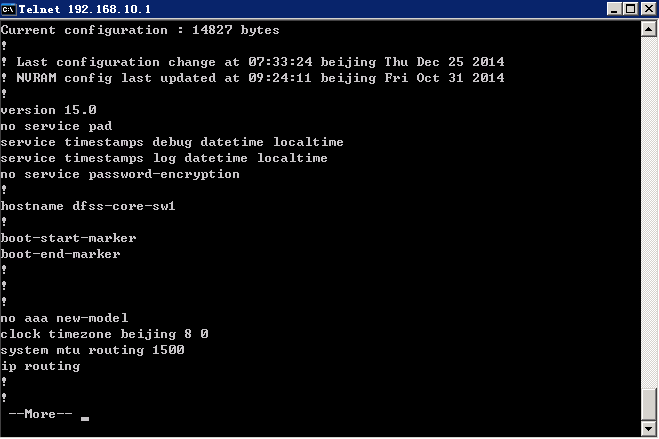 Telnet 192.168.10.1
Current configuration : 14827 bytes
!
! Last configuration change at 07:33:24 beijing Thu Dec 25 2014
! NVRAM config last updated at 09:24:11 beijing Fri Oct 31 2014
!
version 15.0
no service pad
service timestamps debug datetime localtime
service timestamps log datetime localtime
no service password-encryption
!
hostname dfss-core-sw1
!
boot-start-marker
boot-end-marker
!
!
!
no aaa new-model
clock timezone beijing 8 0
system mtu routing 1500
ip routing
!
!
--More--